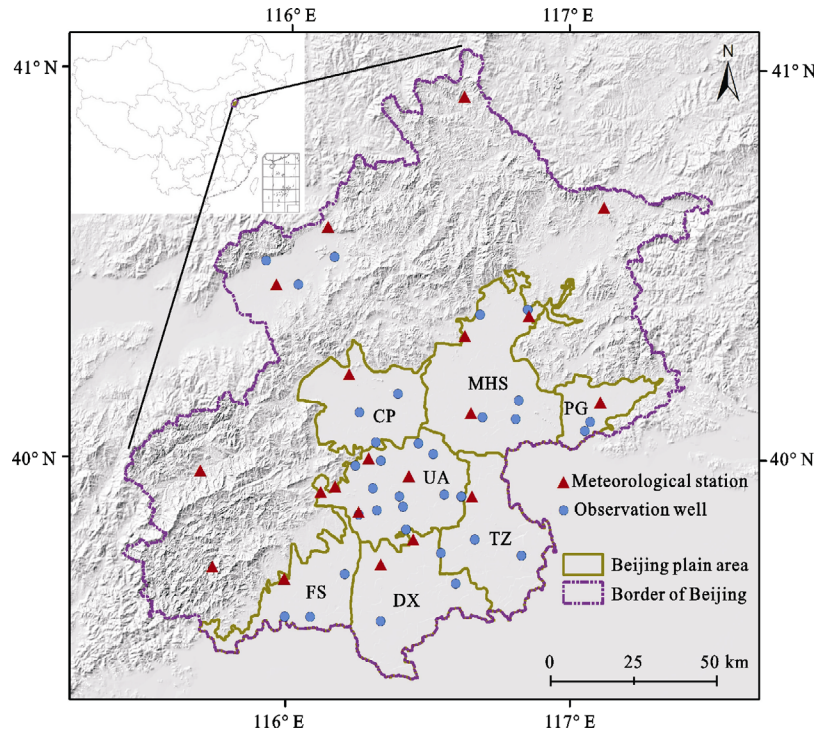 116° E
117° E
41° N
N
41° N
MHS
PG
CP
40° N
40° N
UA
Meteorological station
Observation well
TZ
Beijing plain area
FS
DX
Border of Beijing
0
25
50 km
116° E
117° E